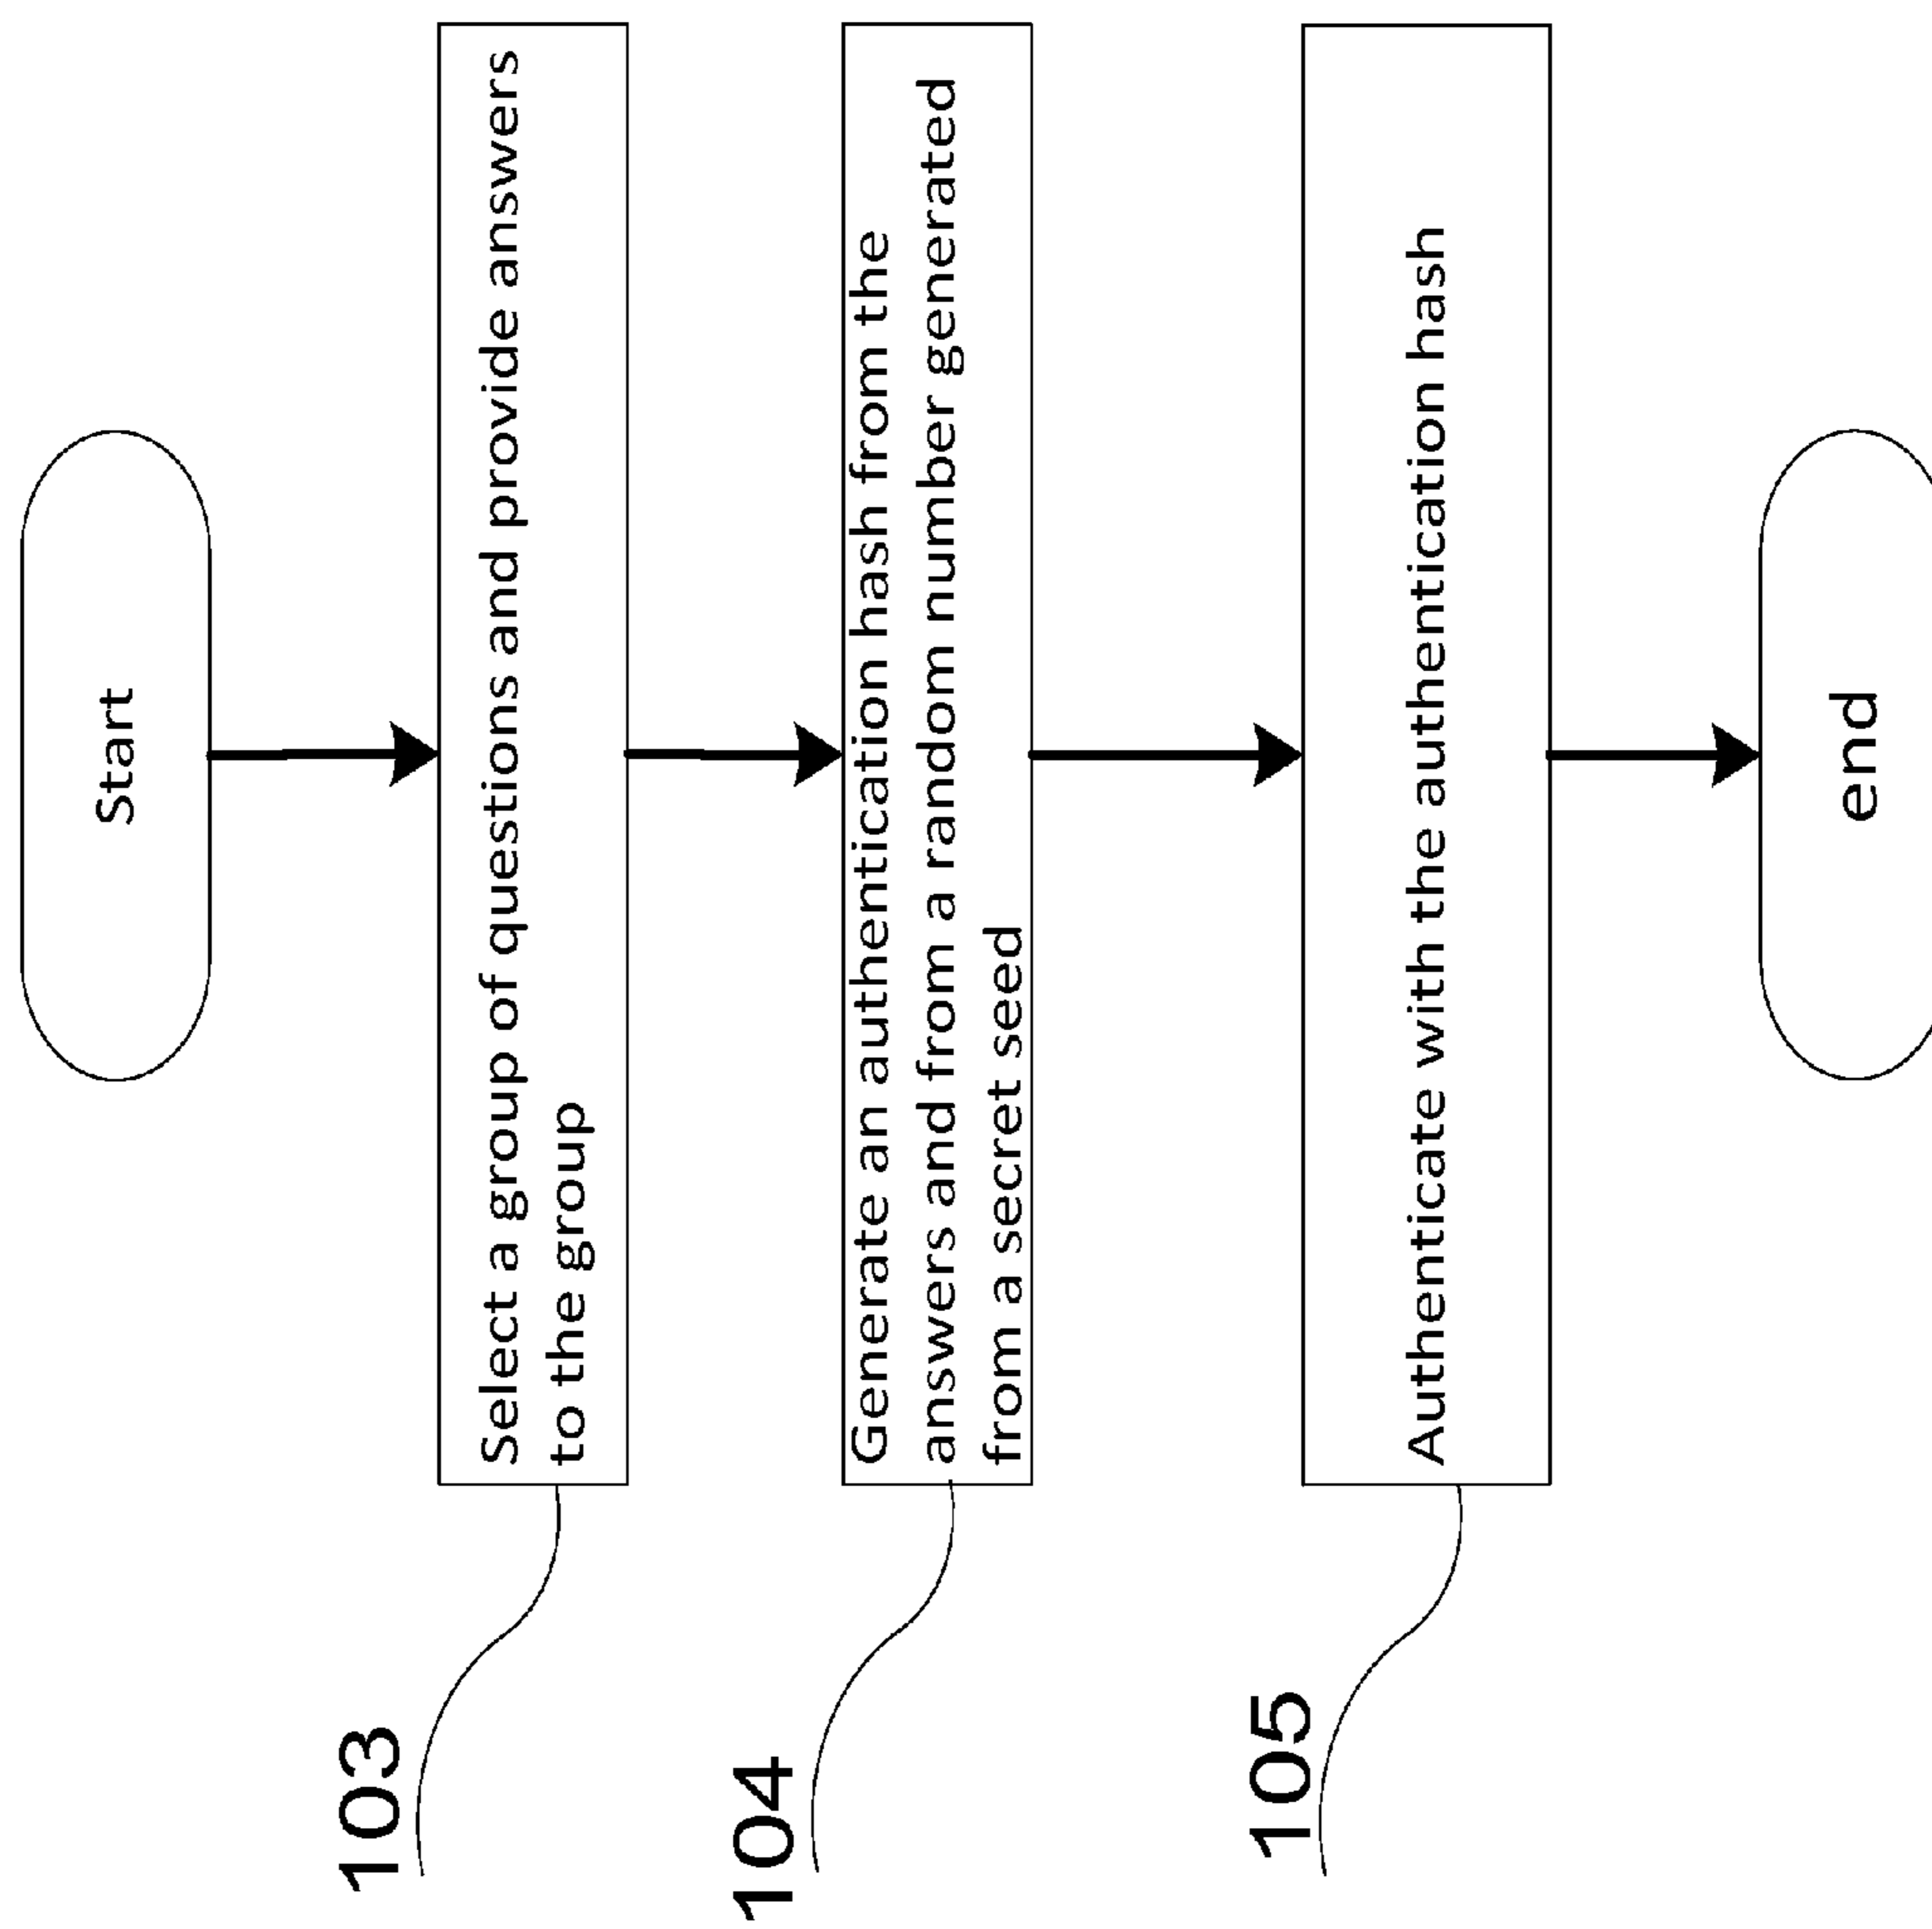 Start
103
Select a group of questions and provide answers
to the group
104
Generate an authentication hash from the
answers and from a random number generated
from a secret seed
105
Authenticate with the authentication hash
end